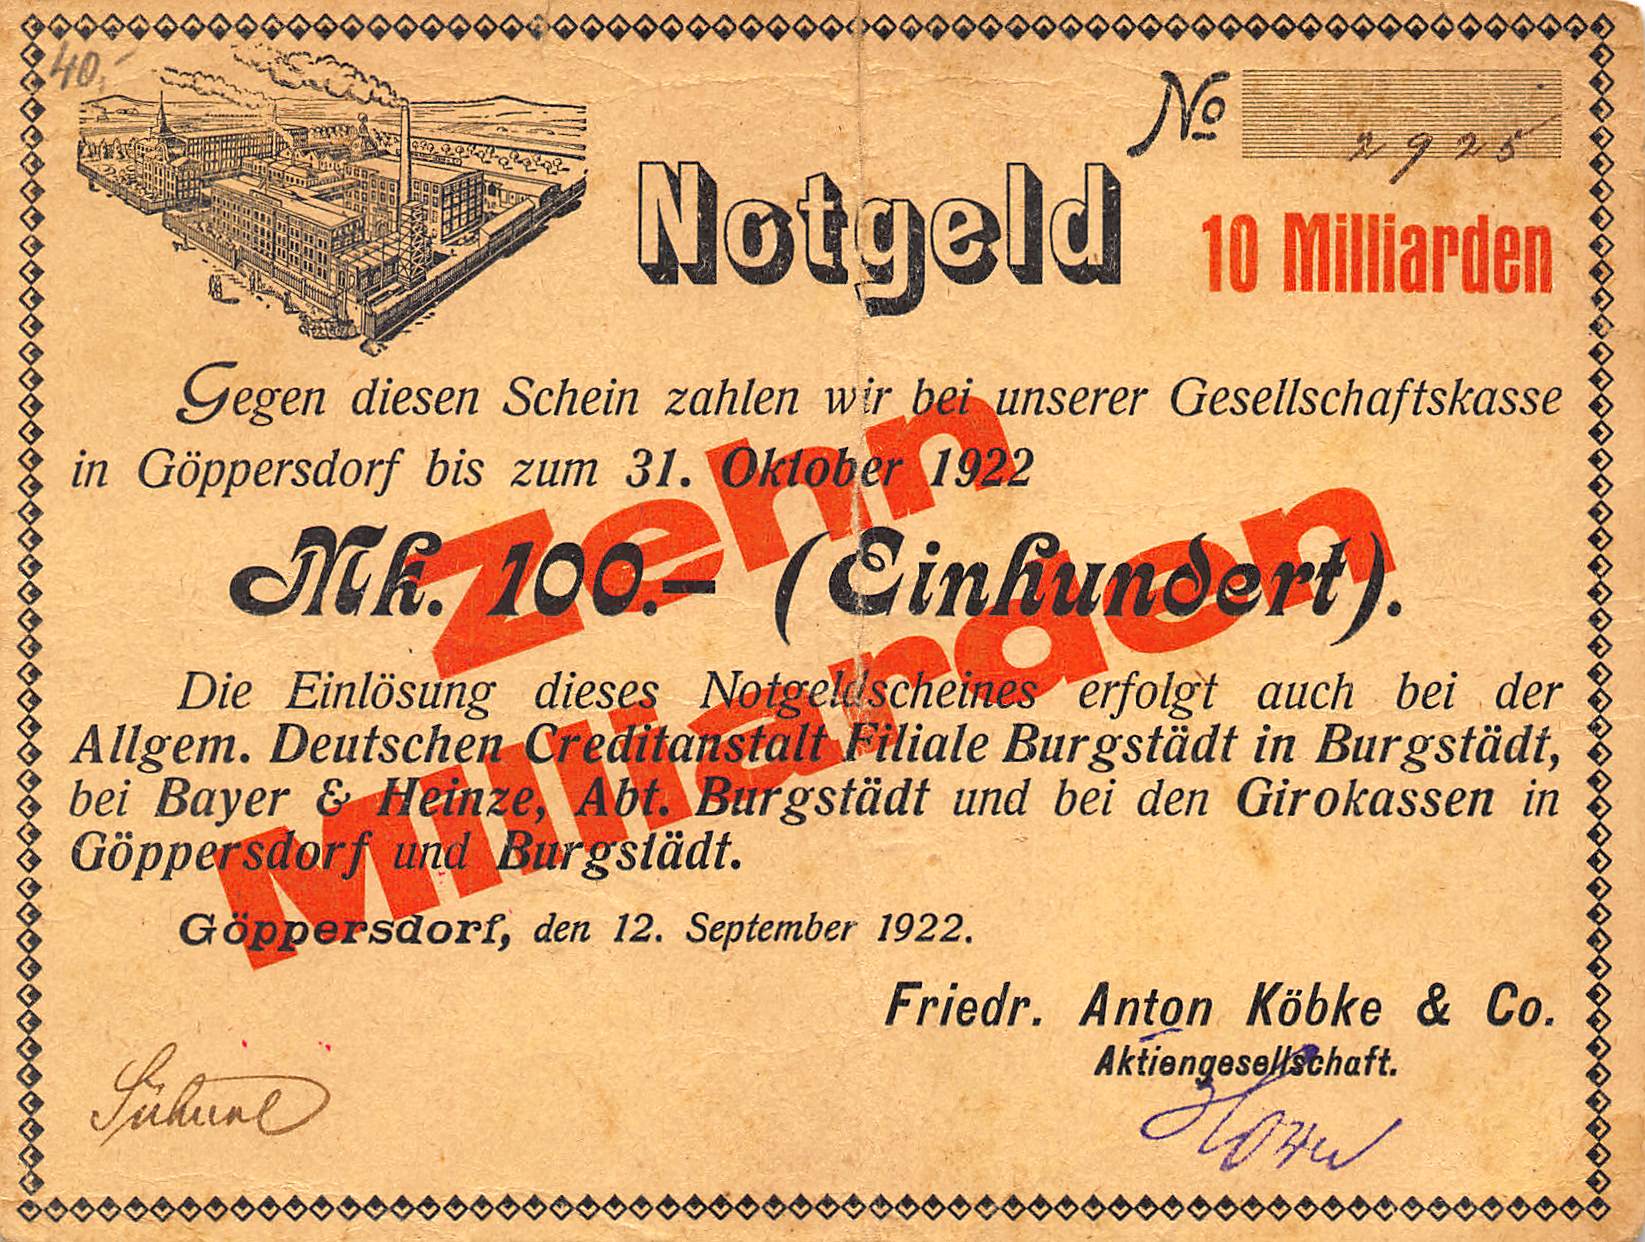 40,-
No 2925
Notgeld
10 Milliarden
Gegen diesen Schein zahlen wir bei unserer Gesellschaftskasse
in Göppersdorf bis zum 31. Oktober 1922
Mk. 100.— (Einhundert).
Zehn
Milliarden
Die Einlösung dieses Notgeldscheines erfolgt auch bei der
Allgem. Deutschen Creditanstalt Filiale Burgstädt in Burgstädt,
bei Bayer & Heinze, Abt. Burgstädt und bei den Girokassen in
Göppersdorf und Burgstädt.
Göppersdorf, den 12. September 1922.
Friedr. Anton Köbke & Co.
Aktiengesellschaft.